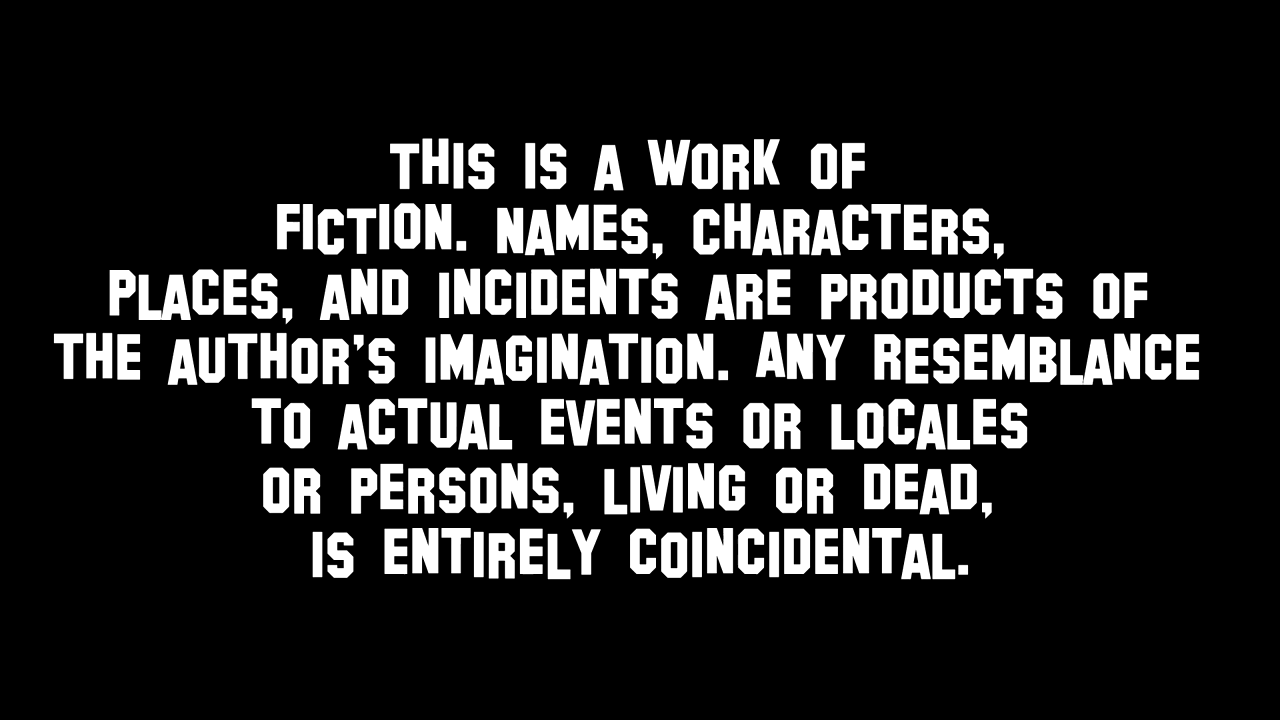 THIS IS A WORK OF
FICTION. NAMES, CHARACTERS,
PLACES, AND INCIDENTS ARE PRODUCTS OF
THE AUTHOR'S IMAGINATION. ANY RESEMBLANCE
TO ACTUAL EVENTS OR LOCALES
OR PERSONS, LIVING OR DEAD,
IS ENTIRELY COINCIDENTAL.